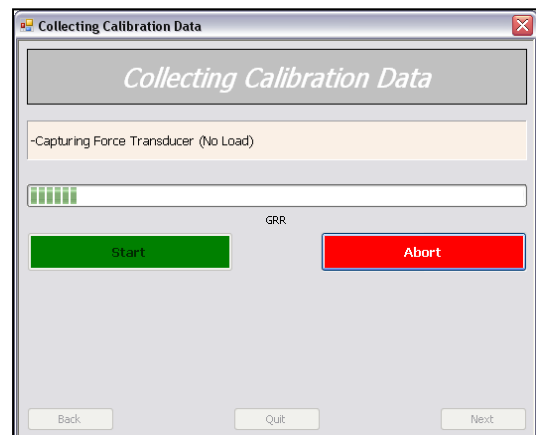 Collecting Calibration Data
Collecting Calibration Data
-Capturing Force Transducer (No Load)
GRR
Start Abort
Back Quit Next